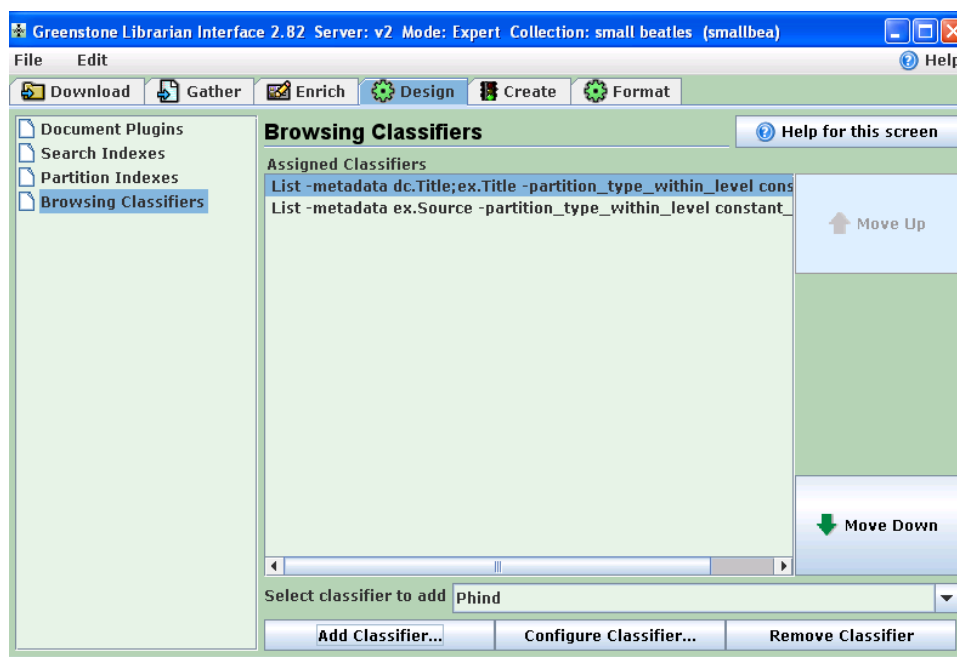 Greenstone Librarian Interface 2.82 Server: v2 Mode: Expert Collection: small beatles (smallbea)
File Edit Help
Download Gather Enrich Design Create Format
Document Plugins
Search Indexes
Partition Indexes
Browsing Classifiers
Browsing Classifiers Help for this screen
Assigned Classifiers
List -metadata dc.Title;ex.Title -partition_type_within_level cons
List -metadata ex.Source -partition_type_within_level constant_
Move Up
Move Down
Select classifier to add Phind
Add Classifier... Configure Classifier... Remove Classifier